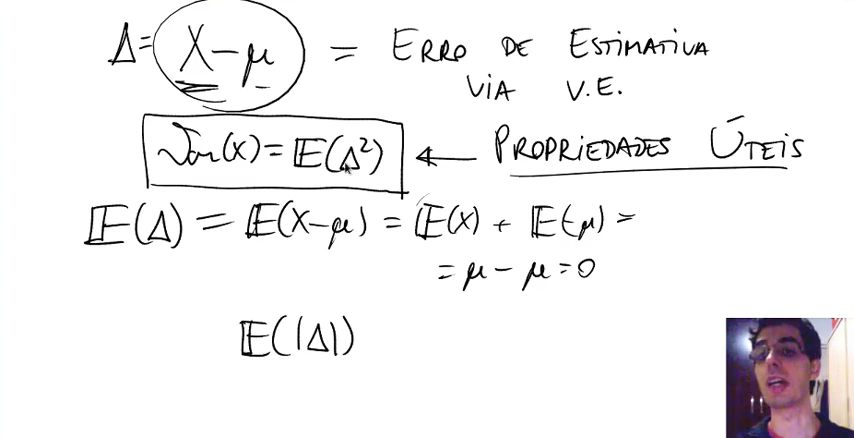 Δ = X - μ = ERRO DE ESTIMATIVA
VIA V.E.
Var(X) = E(Δ²) ← PROPRIEDADES ÚTEIS
E(Δ) = E(X-μ) = E(X) + E(-μ) =
= μ - μ = 0
E(|Δ|)